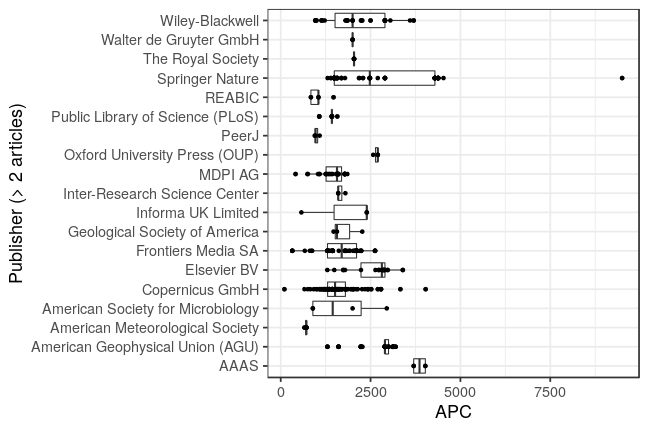 Publisher (> 2 articles)
Wiley-Blackwell
Walter de Gruyter GmbH
The Royal Society
Springer Nature
REABIC
Public Library of Science (PLoS)
PeerJ
Oxford University Press (OUP)
MDPI AG
Inter-Research Science Center
Informa UK Limited
Geological Society of America
Frontiers Media SA
Elsevier BV
Copernicus GmbH
American Society for Microbiology
American Meteorological Society
American Geophysical Union (AGU)
AAAS
0 2500 5000 7500
APC